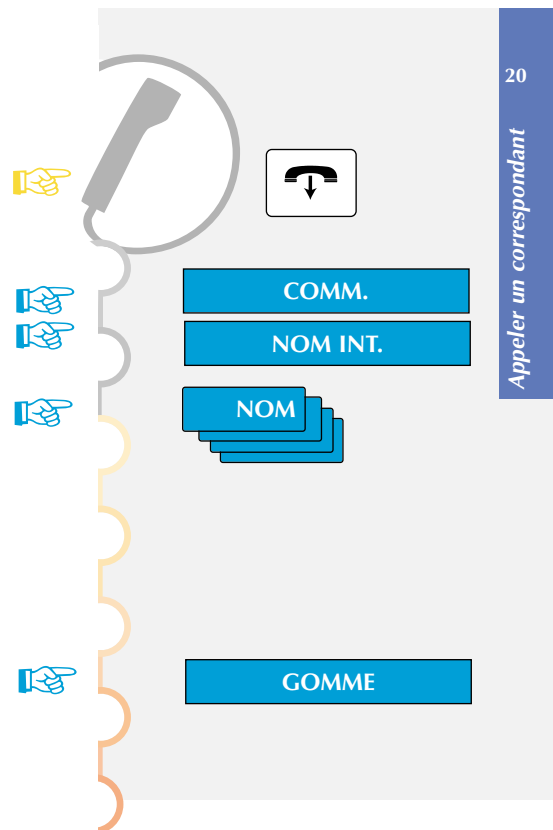 20
Appeler un correspondant
COMM.
NOM INT.
NOM
GOMME